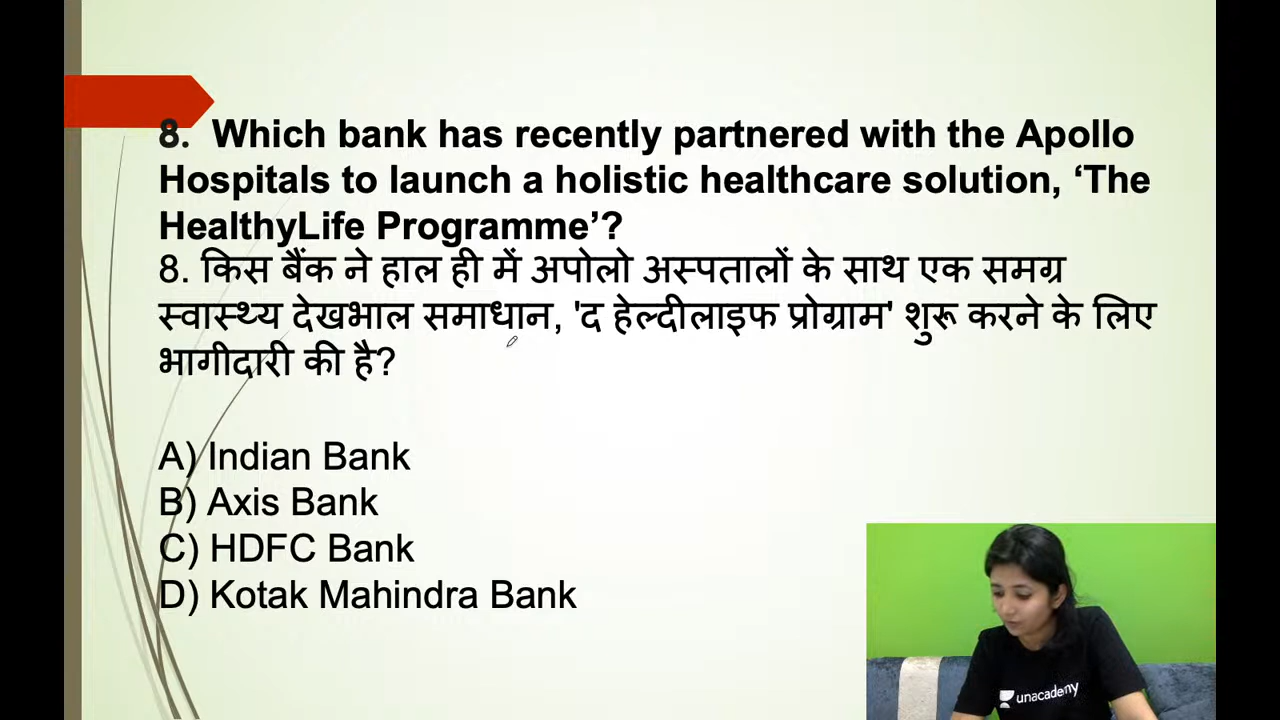 8. Which bank has recently partnered with the Apollo
Hospitals to launch a holistic healthcare solution, ‘The
HealthyLife Programme’?
8. किस बैंक ने हाल ही में अपोलो अस्पतालों के साथ एक समग्र
स्वास्थ्य देखभाल समाधान, 'द हेल्दीलाइफ प्रोग्राम' शुरू करने के लिए
भागीदारी की है?
A) Indian Bank
B) Axis Bank
C) HDFC Bank
D) Kotak Mahindra Bank
unacademy